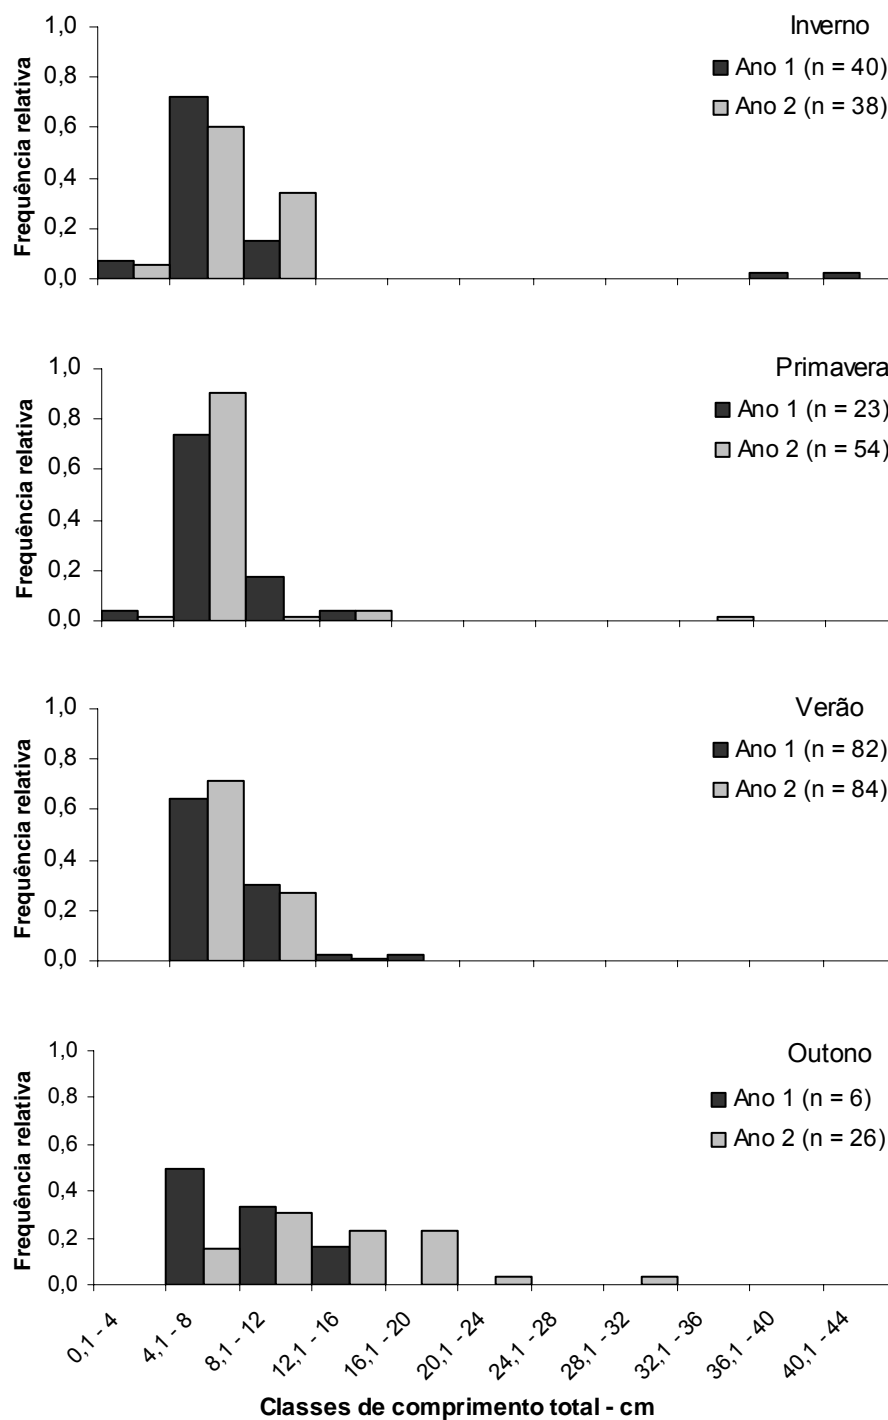 Inverno
Ano 1 (n = 40)
Ano 2 (n = 38)
Frequência relativa
1,0
0,8
0,6
0,4
0,2
0,0
Primavera
Ano 1 (n = 23)
Ano 2 (n = 54)
Frequência relativa
1,0
0,8
0,6
0,4
0,2
0,0
Verão
Ano 1 (n = 82)
Ano 2 (n = 84)
Frequência relativa
1,0
0,8
0,6
0,4
0,2
0,0
Outono
Ano 1 (n = 6)
Ano 2 (n = 26)
Frequência relativa
1,0
0,8
0,6
0,4
0,2
0,0
0,1 - 4
4,1 - 8
8,1 - 12
12,1 - 16
16,1 - 20
20,1 - 24
24,1 - 28
28,1 - 32
32,1 - 36
36,1 - 40
40,1 - 44
Classes de comprimento total - cm